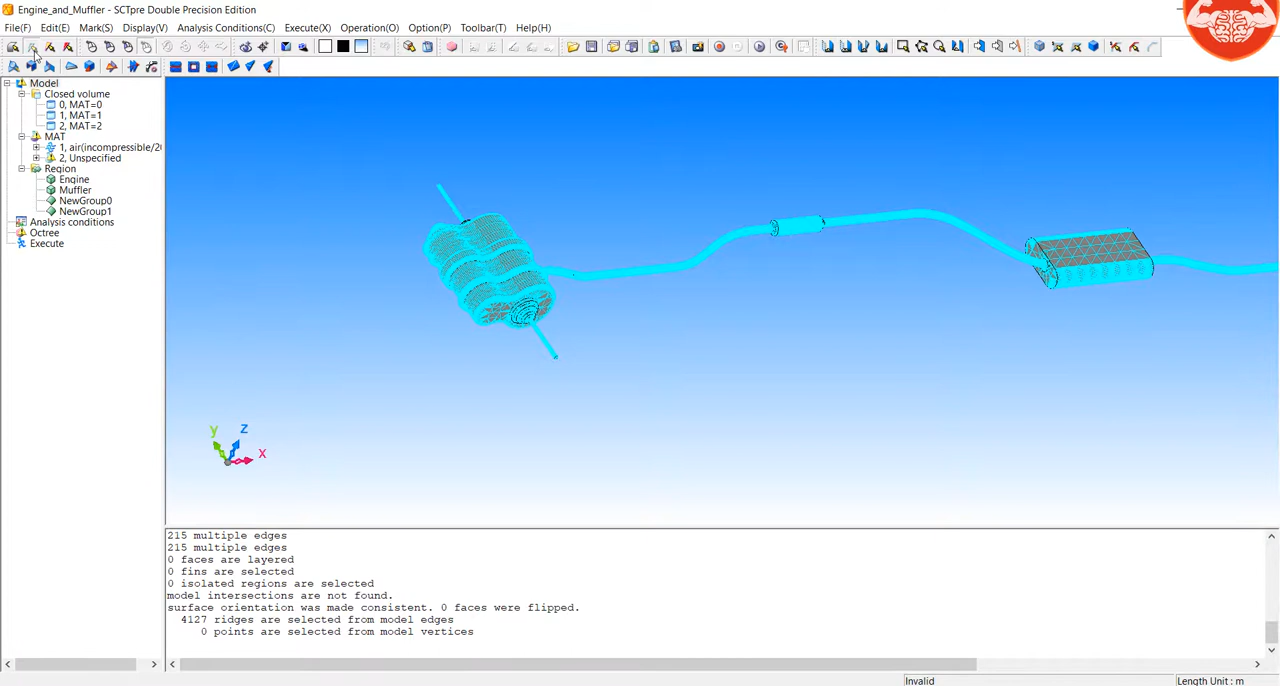 Engine_and_Muffler - SCTpre Double Precision Edition
File(F) Edit(E) Mark(S) Display(V) Analysis Conditions(C) Execute(X) Operation(O) Option(P) Toolbar(T) Help(H)
Model
Closed volume
0, MAT=0
1, MAT=1
2, MAT=2
MAT
1, air(incompressible/20
2, Unspecified
Region
Engine
Muffler
NewGroup0
NewGroup1
Analysis conditions
Octree
Execute
y
z
x
215 multiple edges
215 multiple edges
0 faces are layered
0 fins are selected
0 isolated regions are selected
model intersections are not found.
surface orientation was made consistent. 0 faces were flipped.
4127 ridges are selected from model edges
0 points are selected from model vertices
Invalid
Length Unit : m